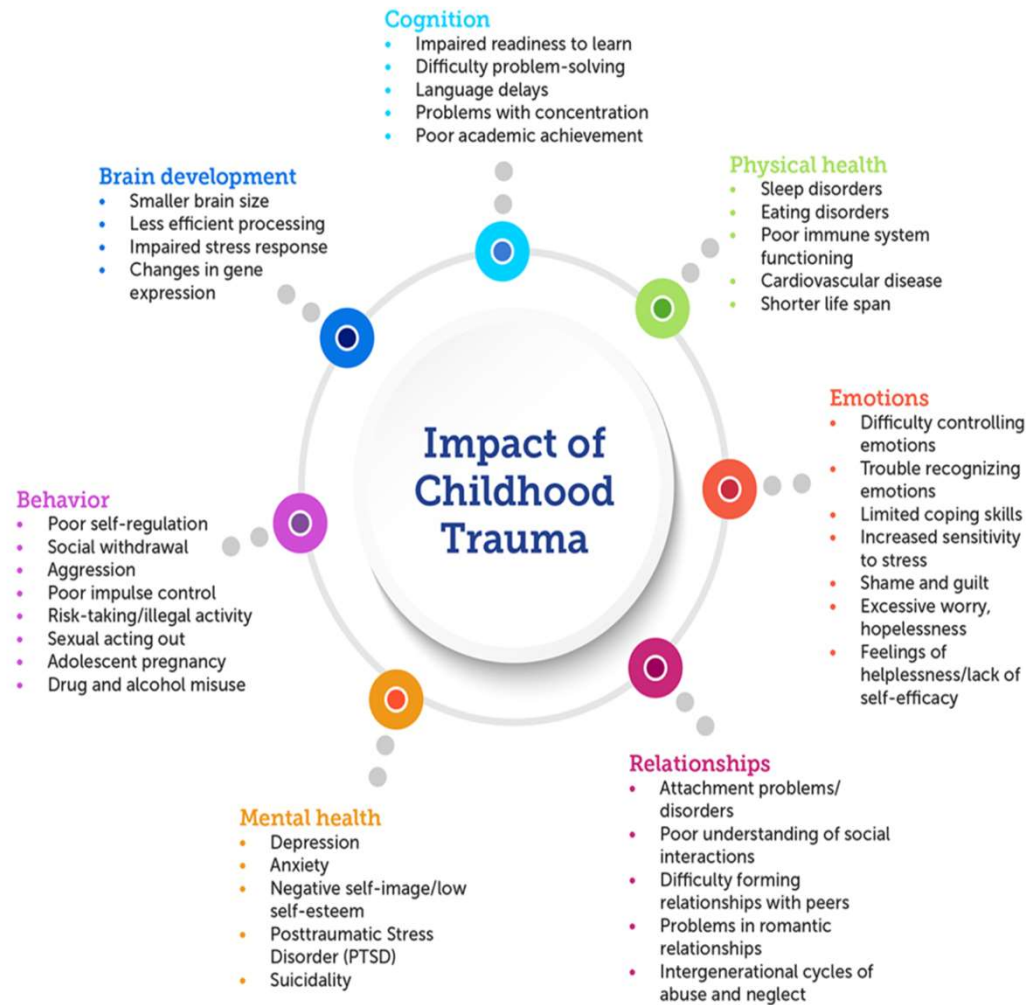 Cognition
• Impaired readiness to learn
• Difficulty problem-solving
• Language delays
• Problems with concentration
• Poor academic achievement
Physical health
• Sleep disorders
• Eating disorders
• Poor immune system
functioning
• Cardiovascular disease
• Shorter life span
Emotions
• Difficulty controlling
emotions
• Trouble recognizing
emotions
• Limited coping skills
• Increased sensitivity
to stress
• Shame and guilt
• Excessive worry,
hopelessness
• Feelings of
helplessness/lack of
self-efficacy
Relationships
• Attachment problems/
disorders
• Poor understanding of social
interactions
• Difficulty forming
relationships with peers
• Problems in romantic
relationships
• Intergenerational cycles of
abuse and neglect
Mental health
• Depression
• Anxiety
• Negative self-image/low
self-esteem
• Posttraumatic Stress
Disorder (PTSD)
• Suicidality
Behavior
• Poor self-regulation
• Social withdrawal
• Aggression
• Poor impulse control
• Risk-taking/illegal activity
• Sexual acting out
• Adolescent pregnancy
• Drug and alcohol misuse
Brain development
• Smaller brain size
• Less efficient processing
• Impaired stress response
• Changes in gene
expression
Impact of
Childhood
Trauma